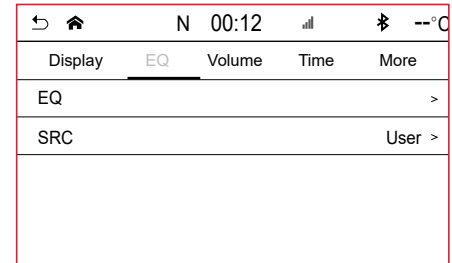 N 00:12 --°C
Display EQ Volume Time More
EQ >
SRC User >